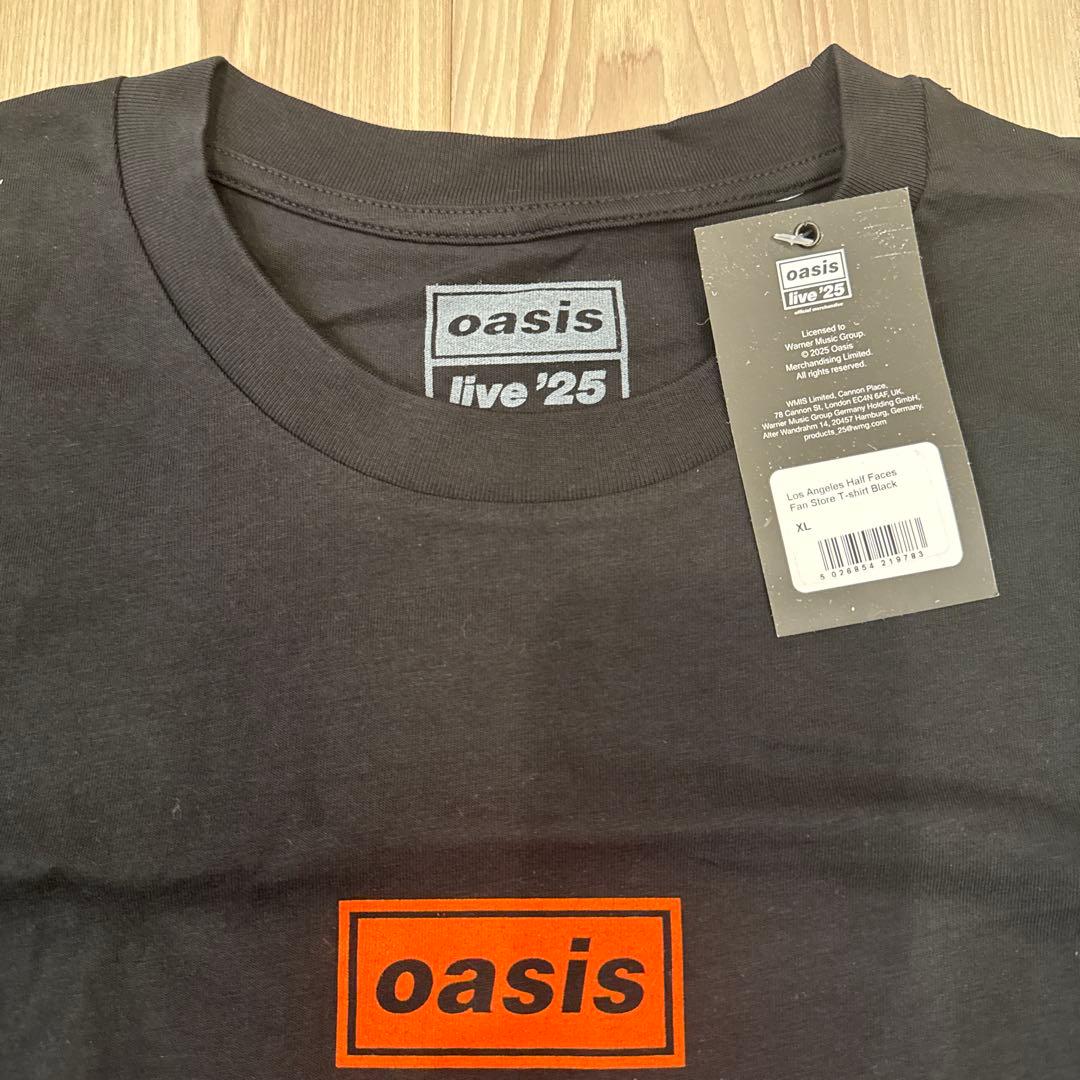 oasis
live '25
oasis
live '25
official merchandise
Licensed to
Warner Music Group.
© 2025 Oasis
Merchandising Limited.
All rights reserved.
WMIS Limited, Cannon Place,
78 Cannon St, London EC4N 6AF, UK.
Warner Music Group Germany Holding GmbH,
Alter Wandrahm 14, 20457 Hamburg, Germany.
products_25@wmg.com
Los Angeles Half Faces
Fan Store T-shirt Black
XL
5 026854 219783
oasis